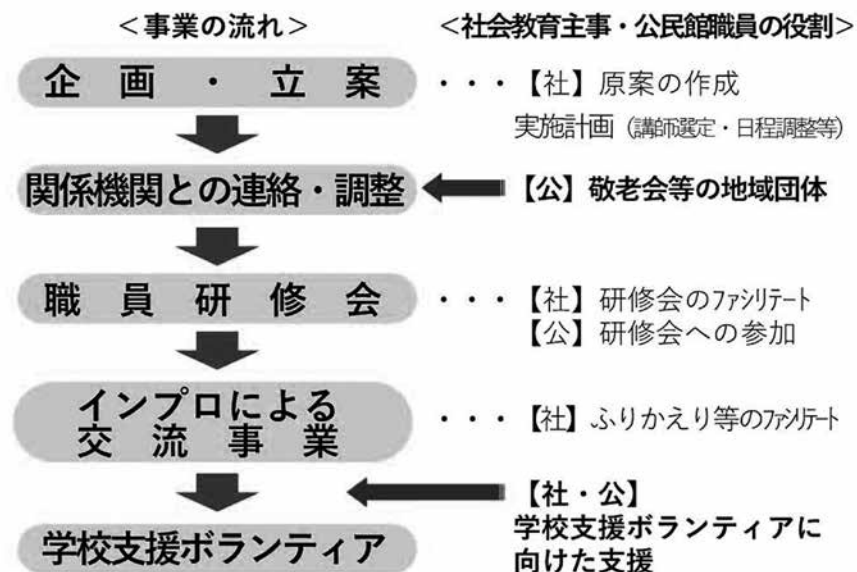 ＜事業の流れ＞
＜社会教育主事・公民館職員の役割＞
企画・立案
・・・【社】原案の作成
実施計画（講師選定・日程調整等）
関係機関との連絡・調整
【公】敬老会等の地域団体
職員研修会
・・・【社】研修会のファシリテート
【公】研修会への参加
インプロによる
交流事業
・・・【社】ふりかえり等のファシリテート
【社・公】
学校支援ボランティアに
向けた支援
学校支援ボランティア